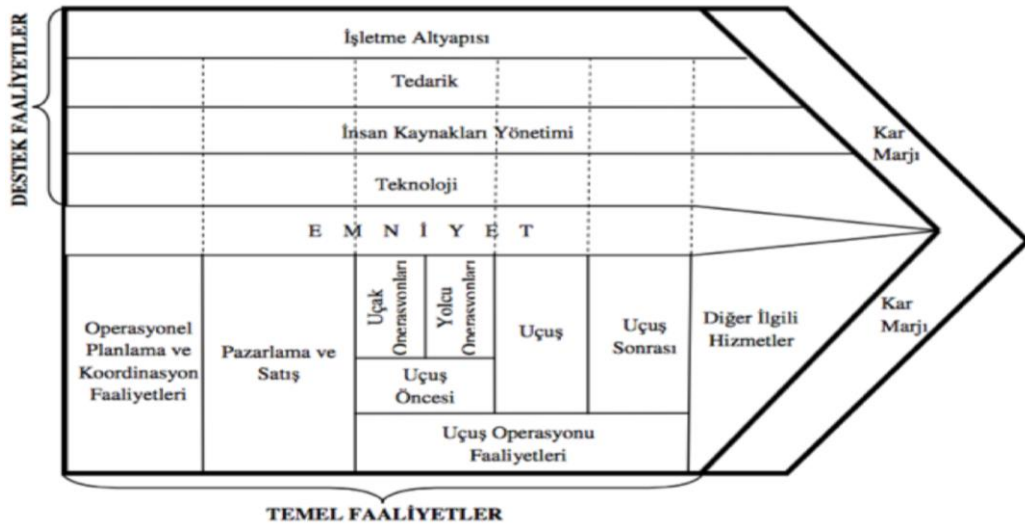 DESTEK FAALİYETLER
İşletme Altyapısı
Tedarik
İnsan Kaynakları Yönetimi
Teknoloji
E M N İ Y E T
Kar
Marjı
Operasyonel
Planlama ve
Koordinasyon
Faaliyetleri
Pazarlama ve
Satış
Uçak
Operasyonları
Yolcu
Operasyonları
Uçuş
Öncesi
Uçuş
Uçuş
Sonrası
Uçuş Operasyonu
Faaliyetleri
Diğer İlgili
Hizmetler
Kar
Marjı
TEMEL FAALİYETLER